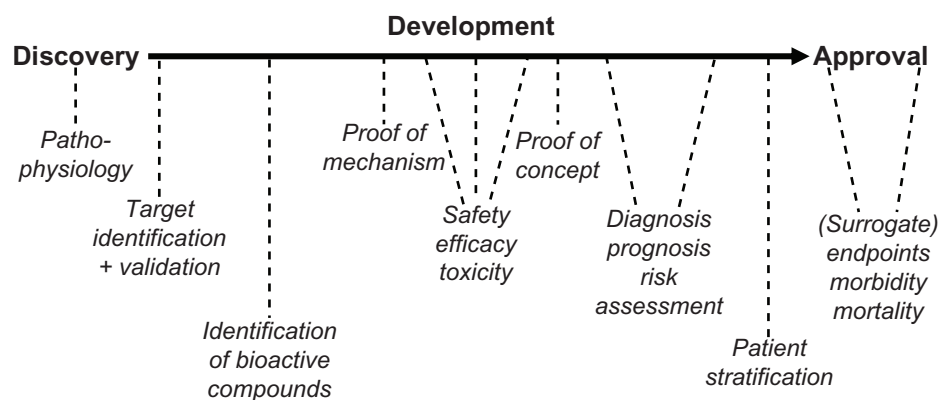 Development
Discovery
Approval
Patho-
physiology
Target
identification
+ validation
Identification
of bioactive
compounds
Proof of
mechanism
Safety
efficacy
toxicity
Proof of
concept
Diagnosis
prognosis
risk
assessment
Patient
stratification
(Surrogate)
endpoints
morbidity
mortality